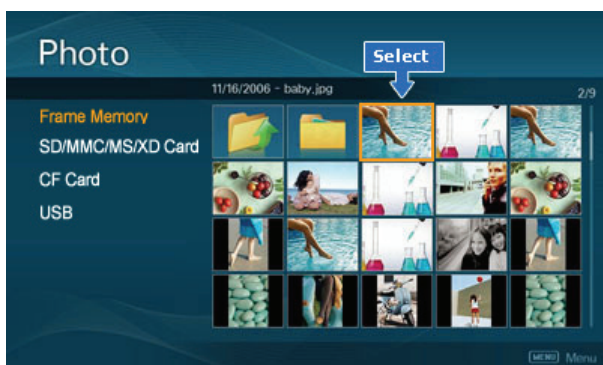 Photo
Select
11/16/2006 - baby.jpg
2/9
Frame Memory
SD/MMC/MS/XD Card
CF Card
USB
MENU Menu